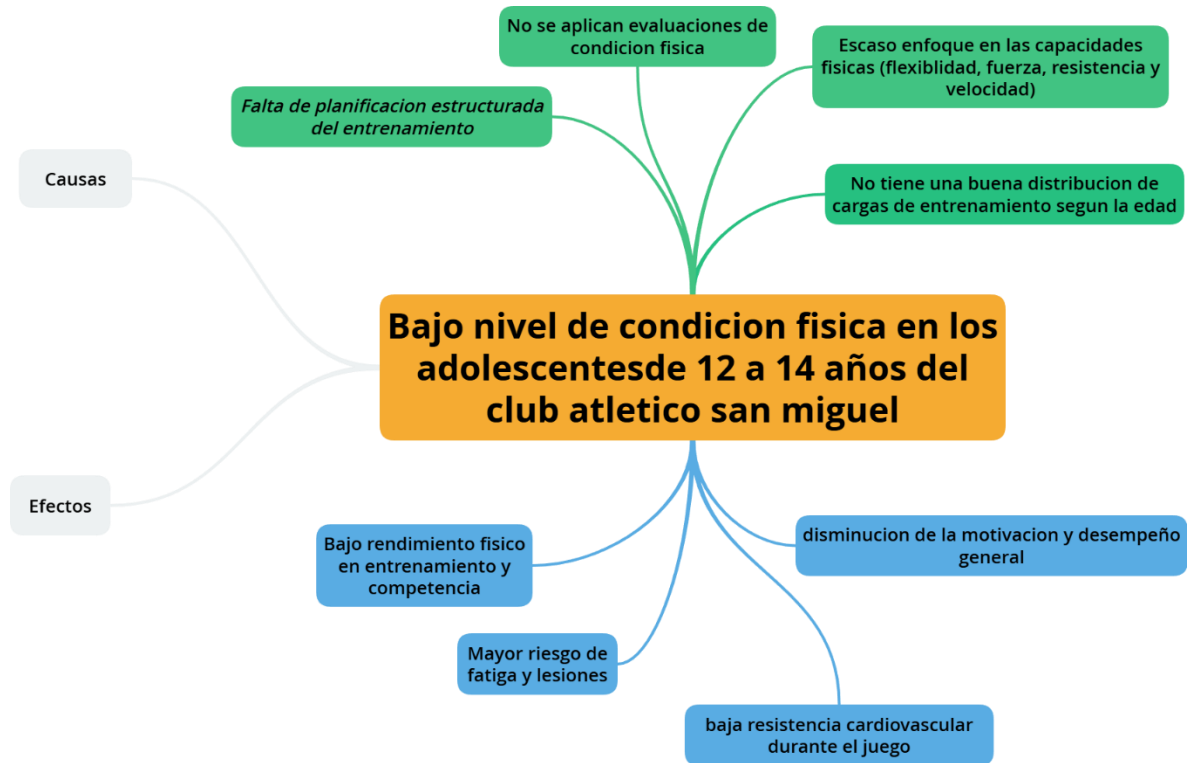 No se aplican evaluaciones de
condicion fisica
Escaso enfoque en las capacidades
fisicas (flexiblidad, fuerza, resistencia y
velocidad)
Falta de planificacion estructurada
del entrenamiento
Causas
No tiene una buena distribucion de
cargas de entrenamiento segun la edad
Bajo nivel de condicion fisica en los
adolescentesde 12 a 14 años del
club atletico san miguel
Efectos
Bajo rendimiento fisico
en entrenamiento y
competencia
disminucion de la motivacion y desempeño
general
Mayor riesgo de
fatiga y lesiones
baja resistencia cardiovascular
durante el juego